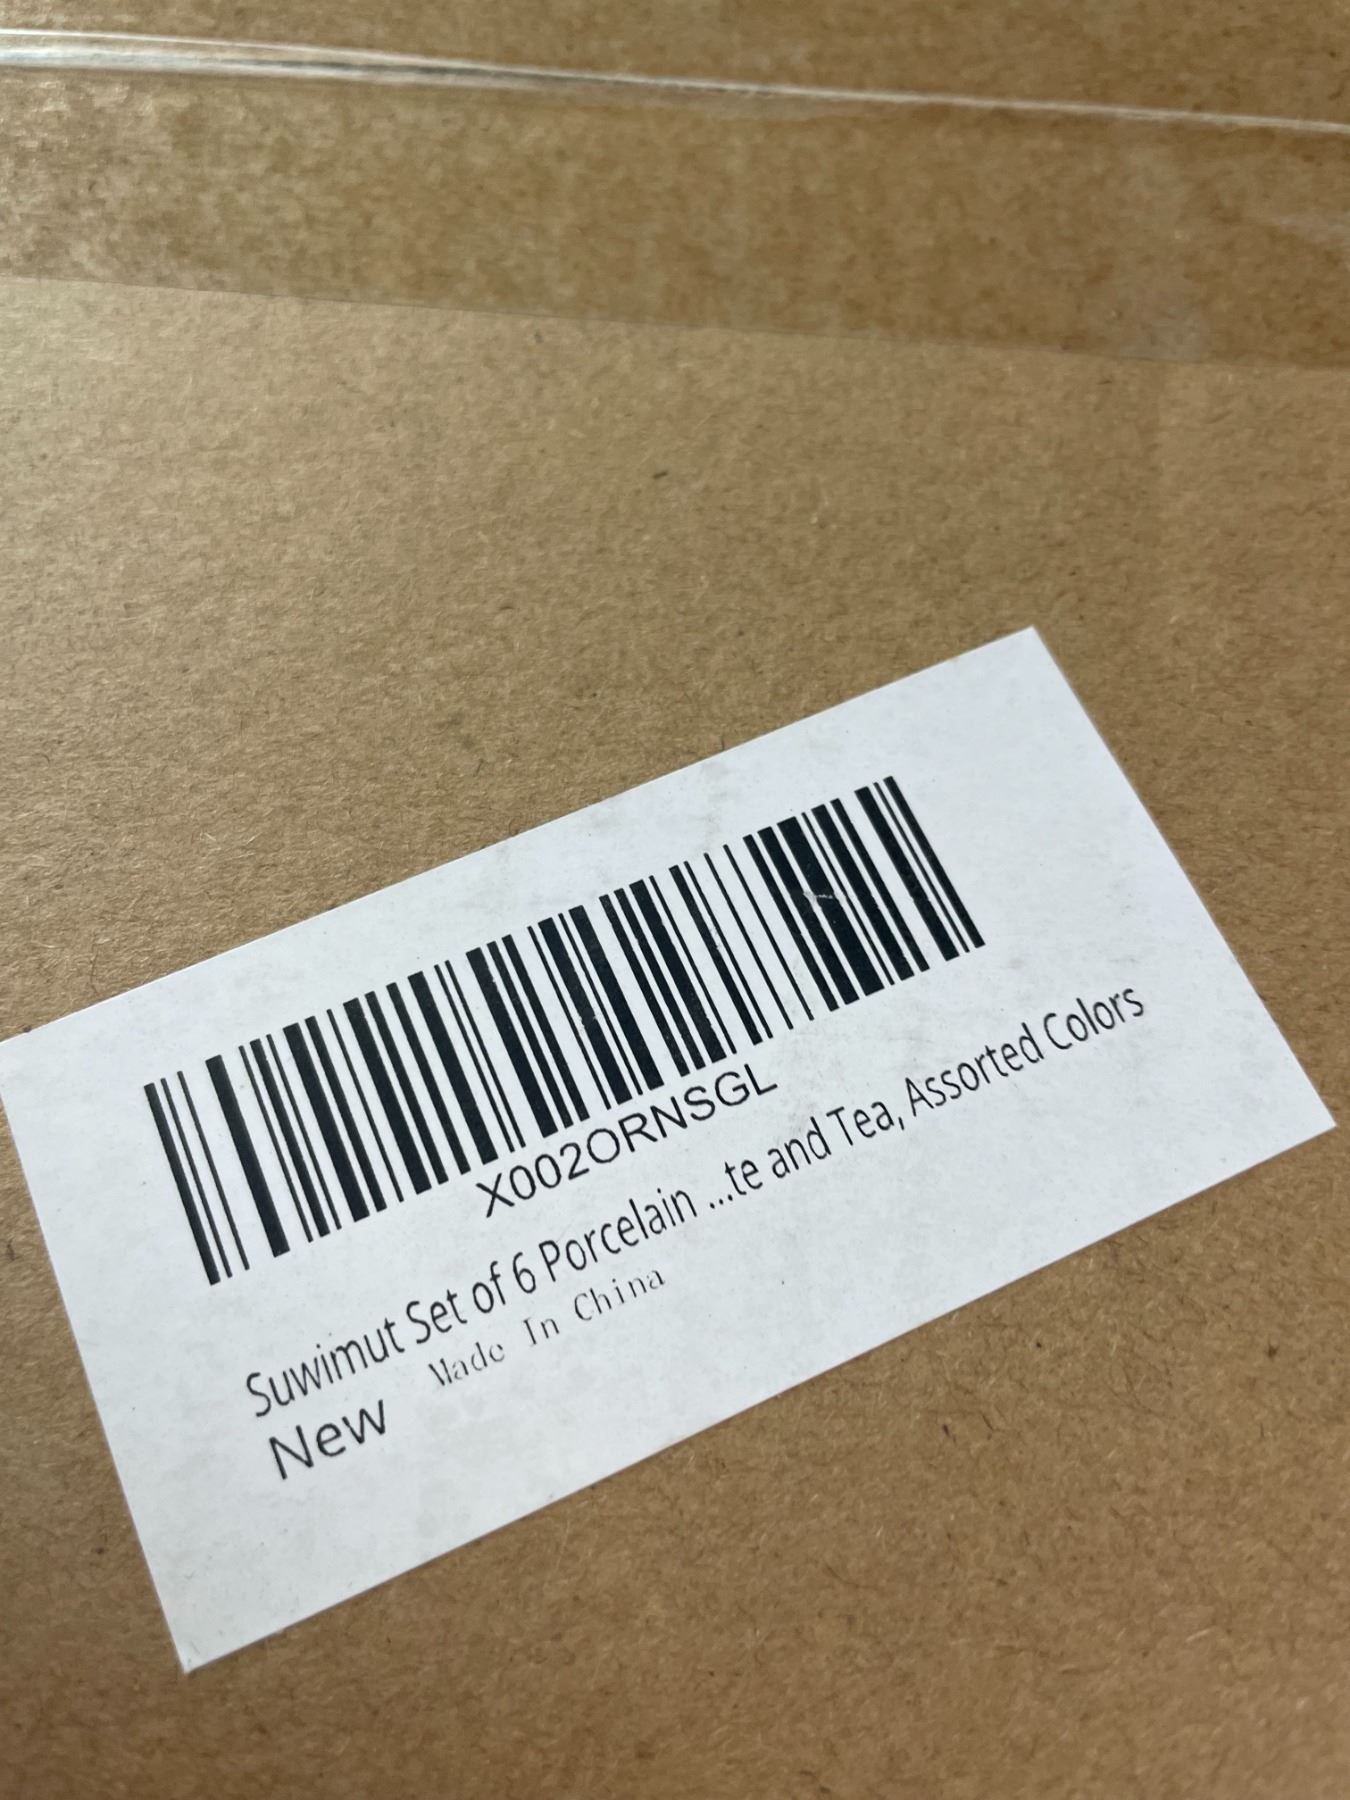 X002ORNSGL
Suwimut Set of 6 Porcelain ...te and Tea, Assorted Colors
New
Made In China